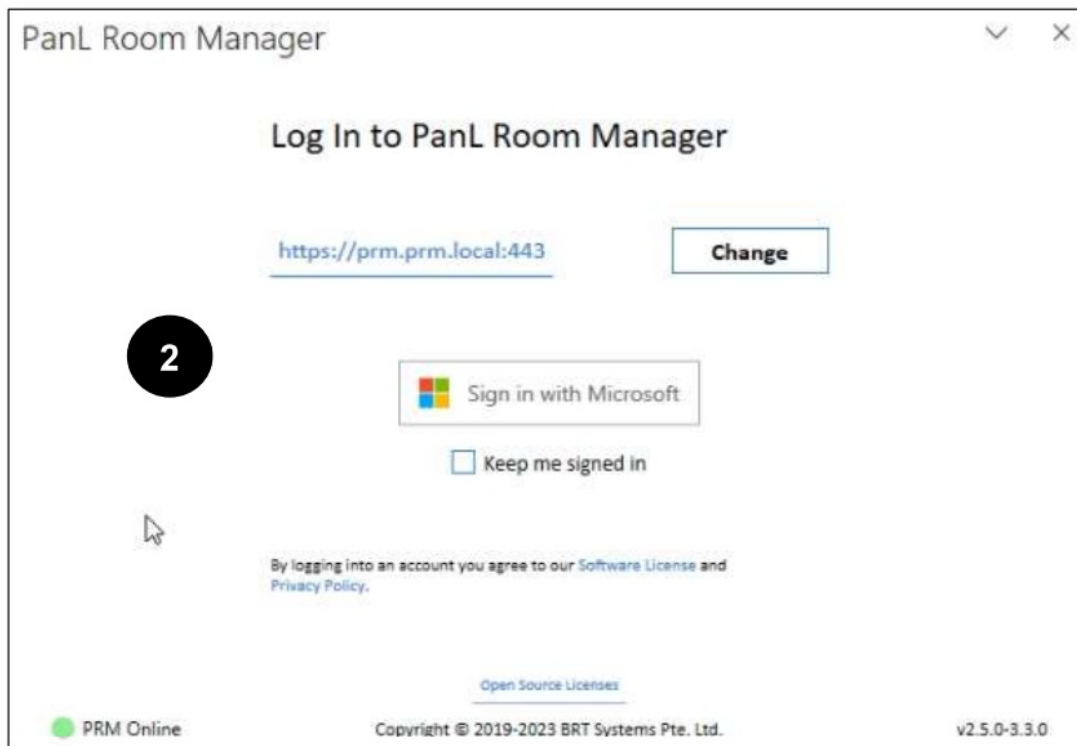 PanL Room Manager
Log In to PanL Room Manager
https://prm.prm.local:443
Change
2
Sign in with Microsoft
Keep me signed in
By logging into an account you agree to our Software License and
Privacy Policy.
Open Source Licenses
PRM Online
Copyright © 2019-2023 BRT Systems Pte. Ltd.
v2.5.0-3.3.0